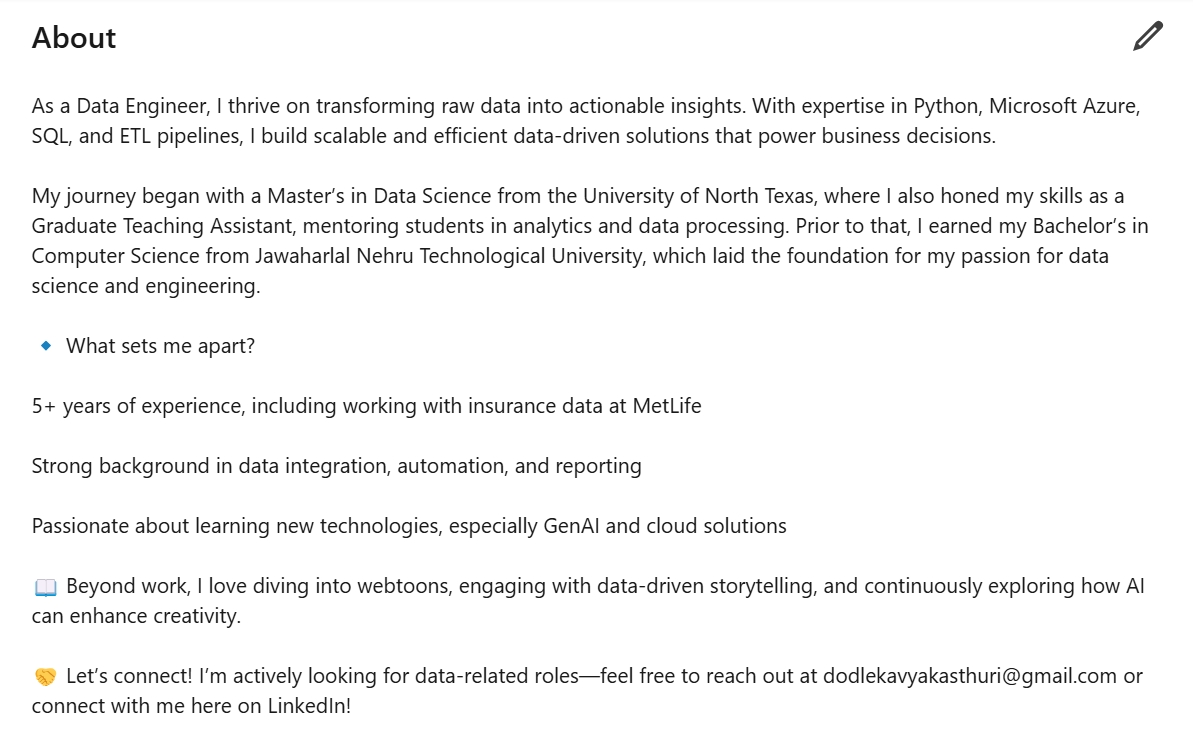 About
As a Data Engineer, I thrive on transforming raw data into actionable insights. With expertise in Python, Microsoft Azure,
SQL, and ETL pipelines, I build scalable and efficient data-driven solutions that power business decisions.
My journey began with a Master’s in Data Science from the University of North Texas, where I also honed my skills as a
Graduate Teaching Assistant, mentoring students in analytics and data processing. Prior to that, I earned my Bachelor’s in
Computer Science from Jawaharlal Nehru Technological University, which laid the foundation for my passion for data
science and engineering.
🔹 What sets me apart?
5+ years of experience, including working with insurance data at MetLife
Strong background in data integration, automation, and reporting
Passionate about learning new technologies, especially GenAI and cloud solutions
📖 Beyond work, I love diving into webtoons, engaging with data-driven storytelling, and continuously exploring how AI
can enhance creativity.
🤝 Let’s connect! I’m actively looking for data-related roles—feel free to reach out at dodlekavyakasthuri@gmail.com or
connect with me here on LinkedIn!